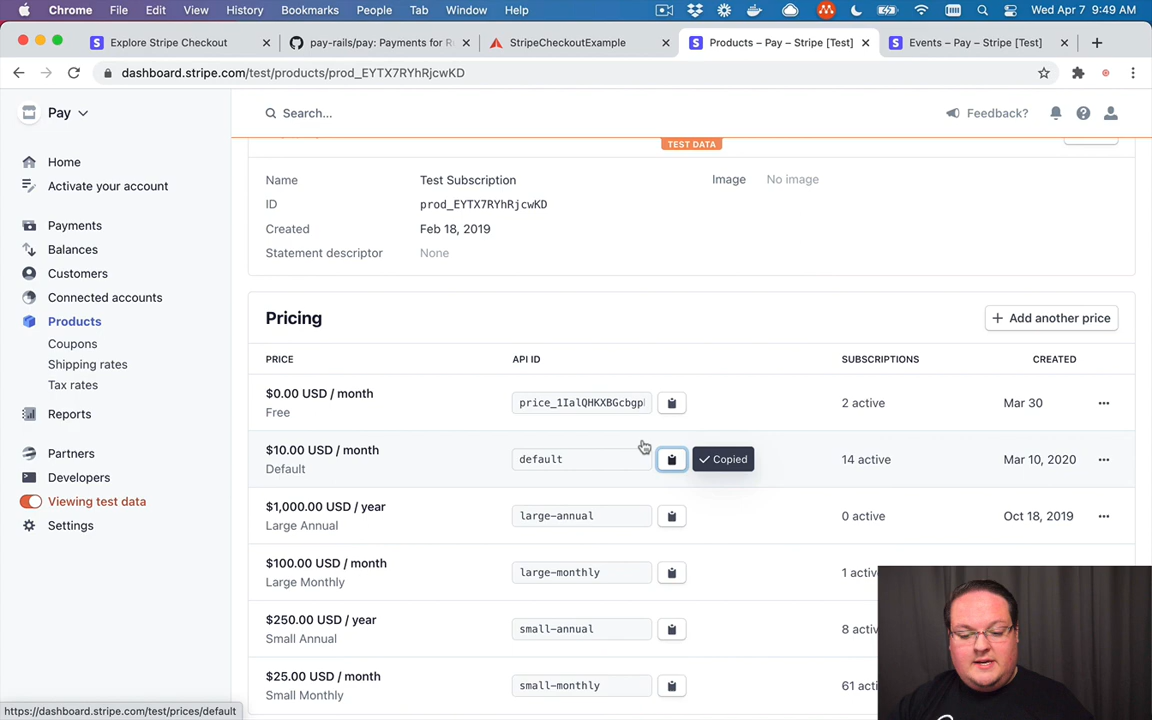 Chrome File Edit View History Bookmarks People Tab Window Help Wed Apr 7 9:49 AM
Explore Stripe Checkout
pay-rails/pay: Payments for R
StripeCheckoutExample
Products – Pay – Stripe [Test]
Events – Pay – Stripe [Test]
dashboard.stripe.com/test/products/prod_EYTX7RYhRjcwKD
Pay
Search...
Feedback?
TEST DATA
Home
Activate your account
Payments
Balances
Customers
Connected accounts
Products
Coupons
Shipping rates
Tax rates
Reports
Partners
Developers
Viewing test data
Settings
Name Test Subscription Image No image
ID prod_EYTX7RYhRjcwKD
Created Feb 18, 2019
Statement descriptor None
Pricing
Add another price
PRICE API ID SUBSCRIPTIONS CREATED
$0.00 USD / month
Free
price_1IalQHKXBGcbgp 2 active Mar 30
$10.00 USD / month
Default
default Copied 14 active Mar 10, 2020
$1,000.00 USD / year
Large Annual
large-annual 0 active Oct 18, 2019
$100.00 USD / month
Large Monthly
large-monthly 1 activ
$250.00 USD / year
Small Annual
small-annual 8 activ
$25.00 USD / month
Small Monthly
small-monthly 61 acti
https://dashboard.stripe.com/test/prices/default